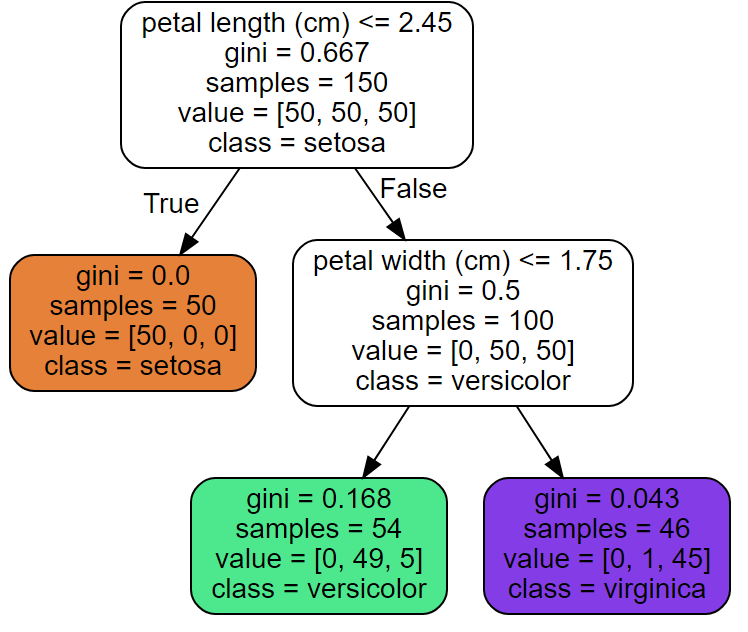 petal length (cm) <= 2.45
gini = 0.667
samples = 150
value = [50, 50, 50]
class = setosa
True
False
gini = 0.0
samples = 50
value = [50, 0, 0]
class = setosa
petal width (cm) <= 1.75
gini = 0.5
samples = 100
value = [0, 50, 50]
class = versicolor
gini = 0.168
samples = 54
value = [0, 49, 5]
class = versicolor
gini = 0.043
samples = 46
value = [0, 1, 45]
class = virginica